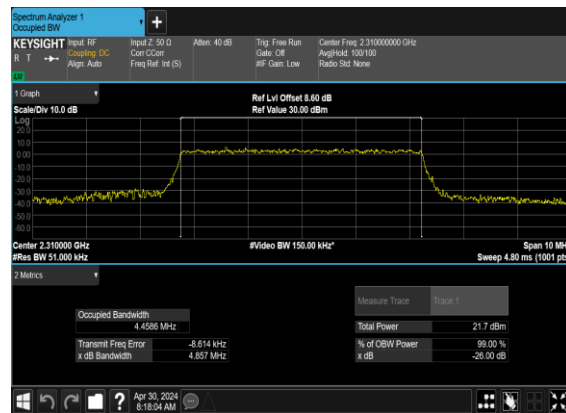 Spectrum Analyzer 1
Occupied BW
KEYSIGHT
R T
Input: RF
Coupling: DC
Align: Auto
Input Z: 50 Ω
Corr CCorr
Freq Ref: Int (S)
Atten: 40 dB
Trig: Free Run
Gate: Off
#IF Gain: Low
Center Freq: 2.310000000 GHz
Avg|Hold: 100/100
Radio Std: None
1 Graph
Scale/Div 10.0 dB
Ref Lvl Offset 8.60 dB
Ref Value 30.00 dBm
Log
20.0
10.0
0.00
-10.0
-20.0
-30.0
-40.0
-50.0
-60.0
Center 2.310000 GHz
#Res BW 51.000 kHz
#Video BW 150.00 kHz*
Span 10 MH
Sweep 4.80 ms (1001 pts
2 Metrics
Measure Trace
Trace 1
Occupied Bandwidth
4.4586 MHz
Total Power
21.7 dBm
Transmit Freq Error
-8.614 kHz
% of OBW Power
99.00 %
x dB Bandwidth
4.857 MHz
x dB
-26.00 dB
?
Apr 30, 2024
8:18:04 AM